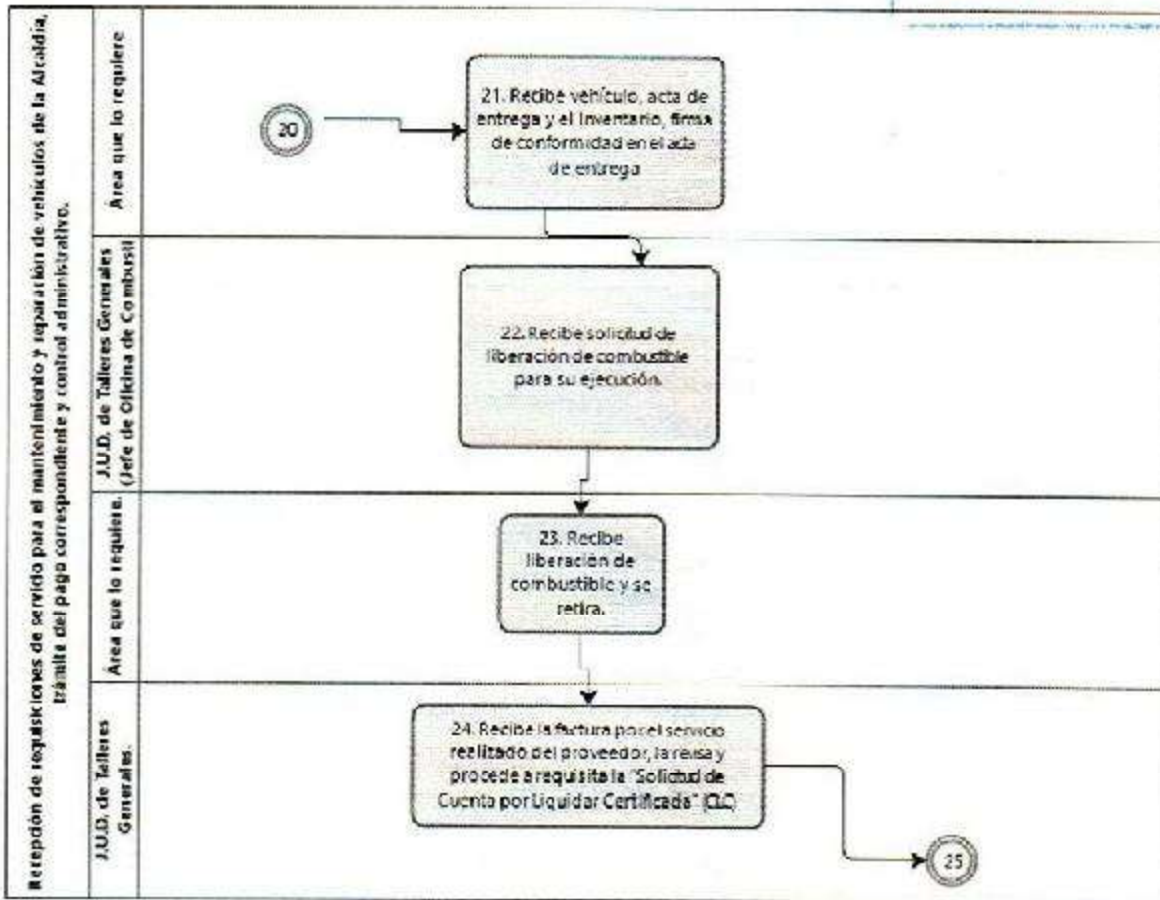 Recepción de requisiciones de servicio para el mantenimiento y reparación de vehículos de la Alcaldía,
trámite del pago correspondiente y control administrativo.
Área que lo requiere
20
21. Recibe vehículo, acta de
entrega y el inventario, firma
de conformidad en el acta
de entrega
J.U.D. de Talleres Generales
(Jefe de Oficina de Combustil
22. Recibe solicitud de
liberación de combustible
para su ejecución.
Área que lo requiere.
23. Recibe
liberación de
combustible y se
retira.
J.U.D. de Talleres
Generales.
24. Recibe la factura por el servicio
realizado del proveedor, la revisa y
procede a requisita la "Solicitud de
Cuenta por Liquidar Certificada" (CLC)
25